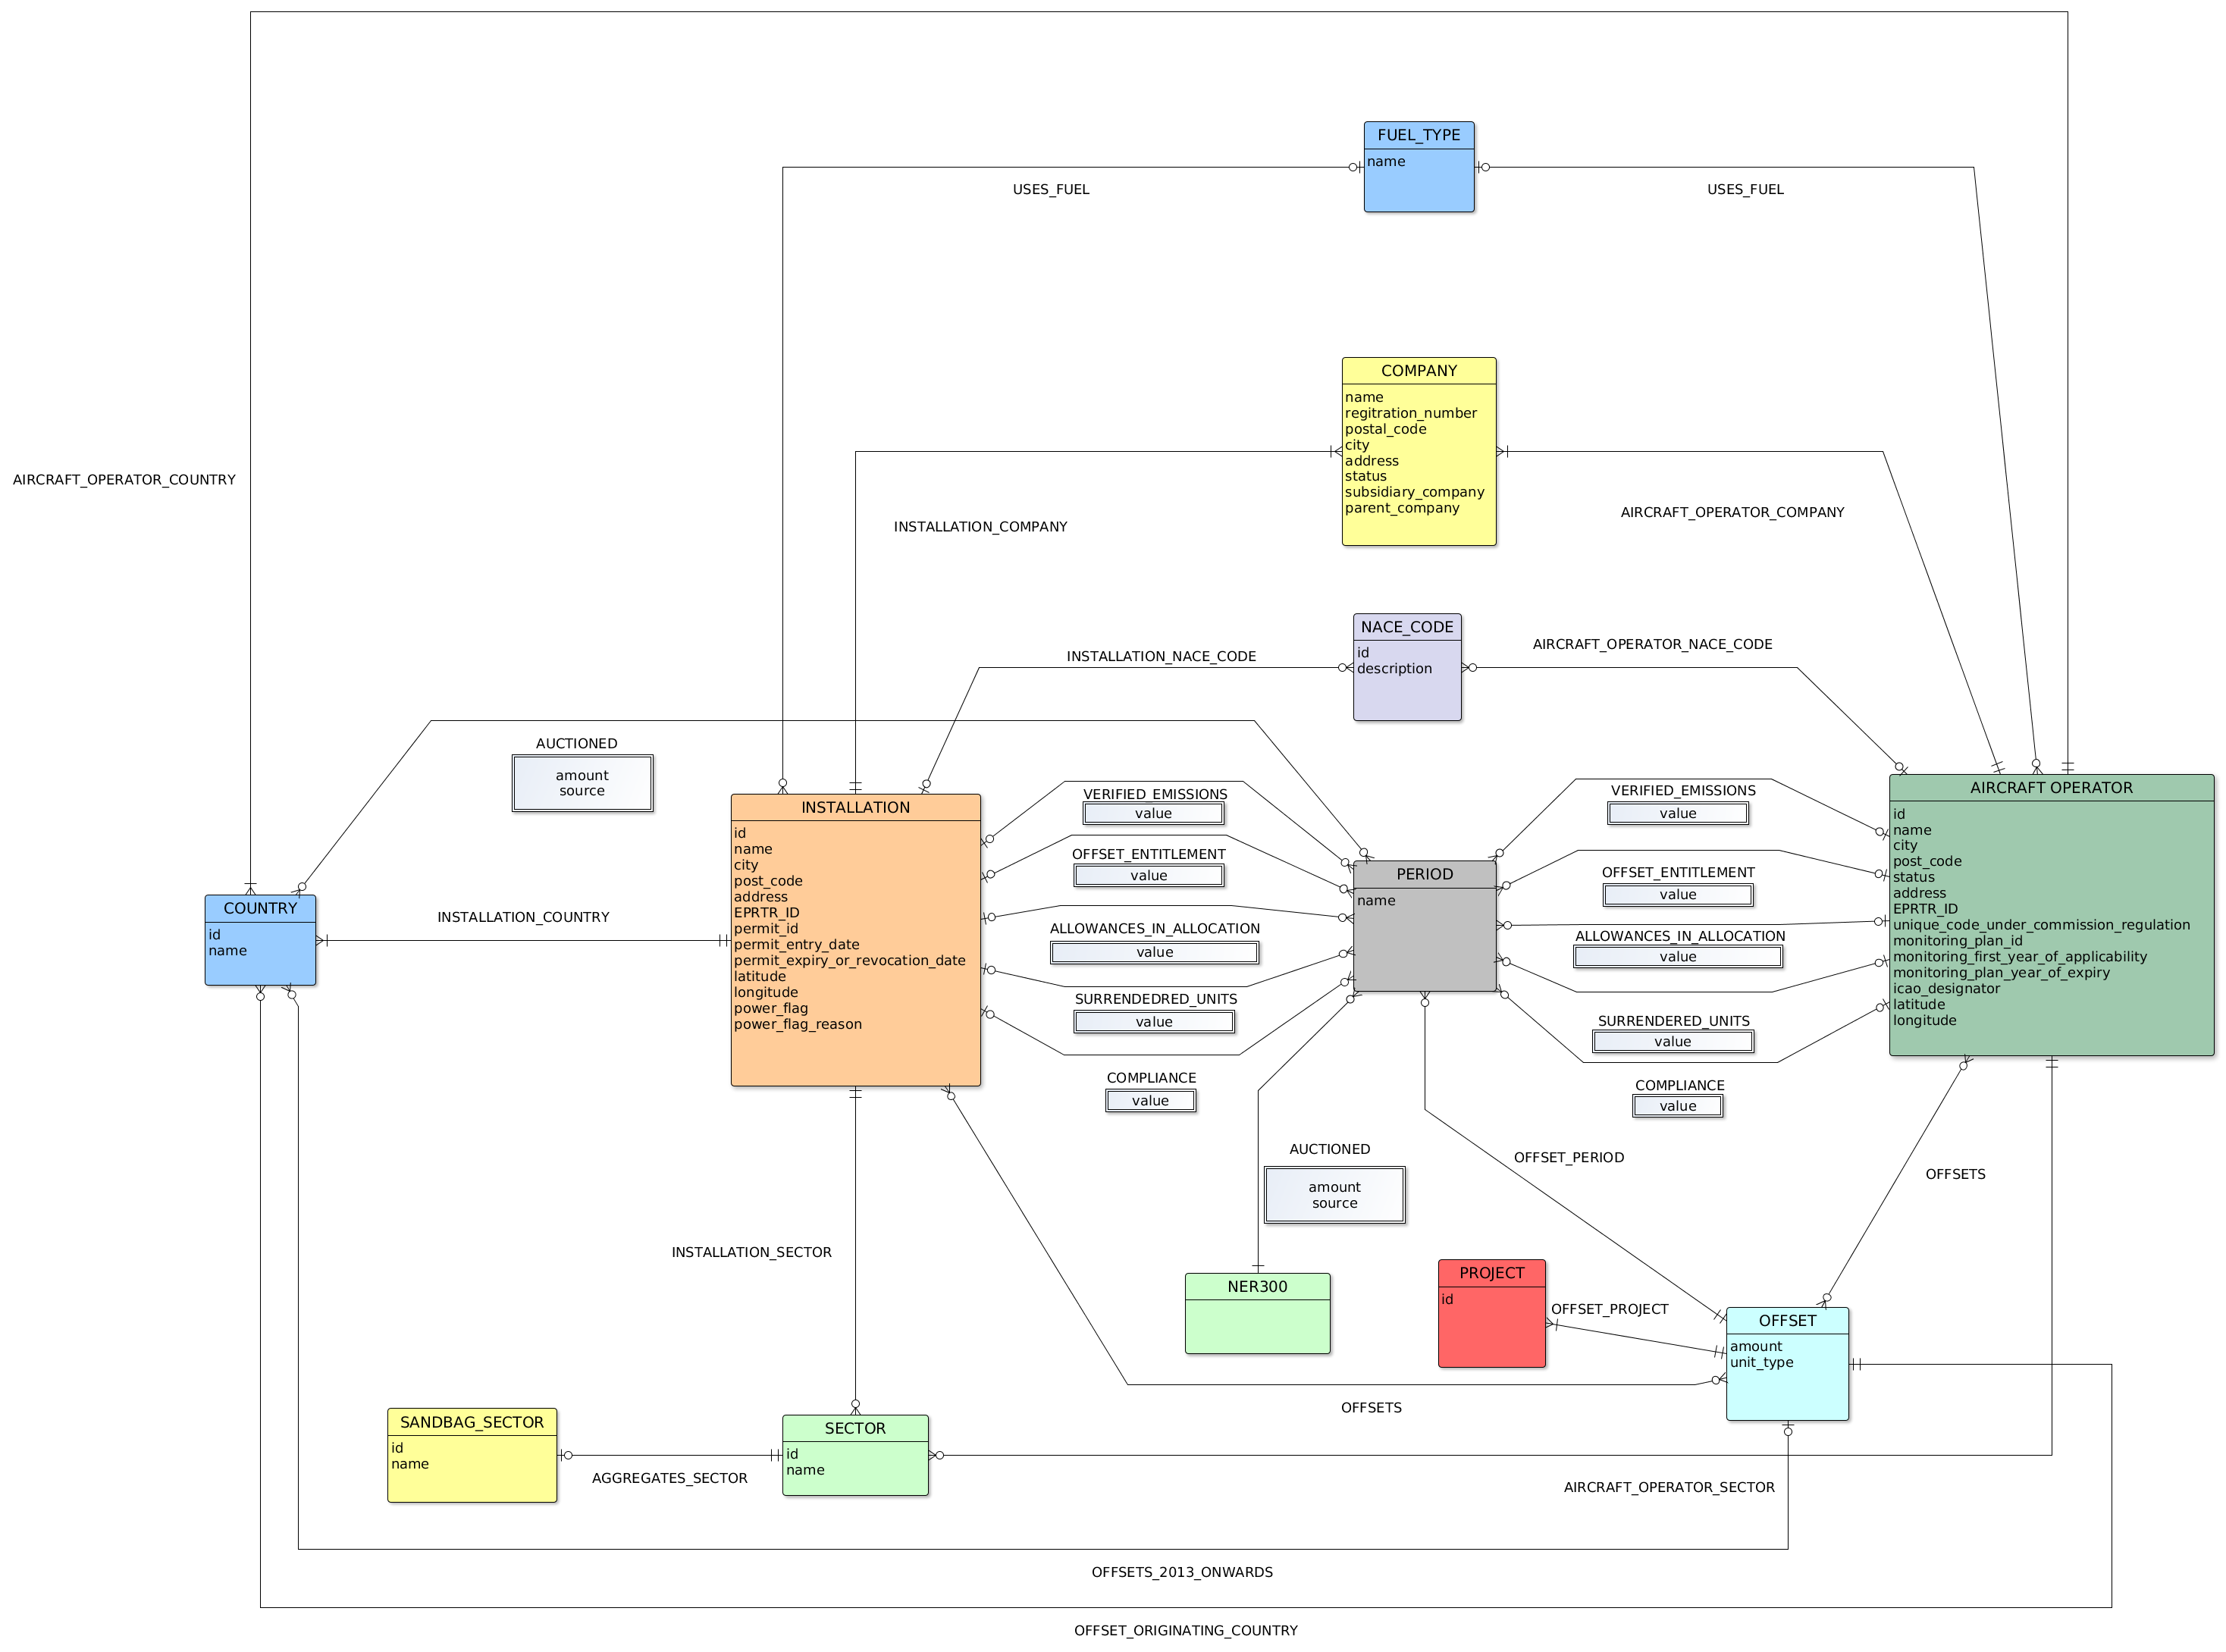 FUEL_TYPE
name
USES_FUEL
USES_FUEL
COMPANY
name
regitration_number
postal_code
city
address
status
subsidiary_company
parent_company
AIRCRAFT_OPERATOR_COUNTRY
INSTALLATION_COMPANY
AIRCRAFT_OPERATOR_COMPANY
NACE_CODE
id
description
INSTALLATION_NACE_CODE
AIRCRAFT_OPERATOR_NACE_CODE
AUCTIONED
amount
source
INSTALLATION
id
name
city
post_code
address
EPRTR_ID
permit_id
permit_entry_date
permit_expiry_or_revocation_date
latitude
longitude
power_flag
power_flag_reason
VERIFIED_EMISSIONS
value
OFFSET_ENTITLEMENT
value
ALLOWANCES_IN_ALLOCATION
value
SURRENDEDRED_UNITS
value
COMPLIANCE
value
PERIOD
name
VERIFIED_EMISSIONS
value
OFFSET_ENTITLEMENT
value
ALLOWANCES_IN_ALLOCATION
value
SURRENDERED_UNITS
value
COMPLIANCE
value
AIRCRAFT OPERATOR
id
name
city
post_code
status
address
EPRTR_ID
unique_code_under_commission_regulation
monitoring_plan_id
monitoring_first_year_of_applicability
monitoring_plan_year_of_expiry
icao_designator
latitude
longitude
COUNTRY
id
name
INSTALLATION_COUNTRY
AUCTIONED
amount
source
OFFSET_PERIOD
OFFSETS
INSTALLATION_SECTOR
NER300
PROJECT
id
OFFSET_PROJECT
OFFSET
amount
unit_type
OFFSETS
SANDBAG_SECTOR
id
name
AGGREGATES_SECTOR
SECTOR
id
name
AIRCRAFT_OPERATOR_SECTOR
OFFSETS_2013_ONWARDS
OFFSET_ORIGINATING_COUNTRY